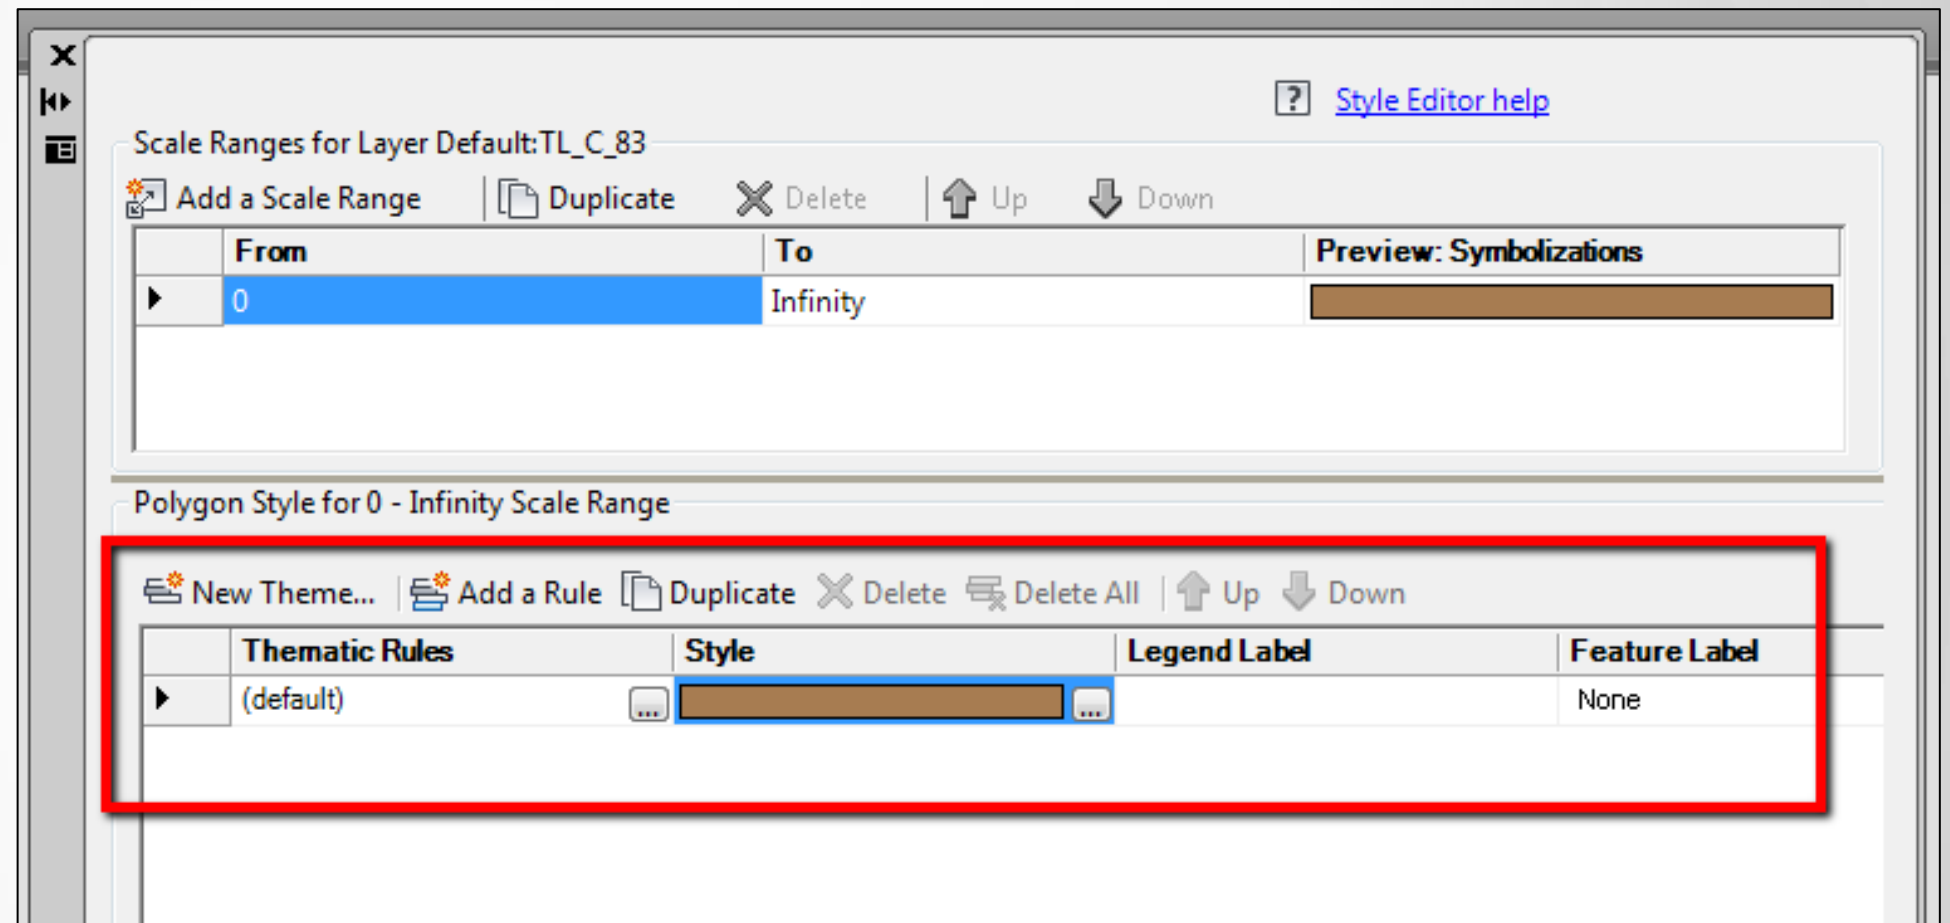 Style Editor help
Scale Ranges for Layer Default:TL_C_83
Add a Scale Range Duplicate Delete Up Down
From To Preview: Symbolizations
0 Infinity
Polygon Style for 0 - Infinity Scale Range
New Theme... Add a Rule Duplicate Delete Delete All Up Down
Thematic Rules Style Legend Label Feature Label
(default) ... ... None